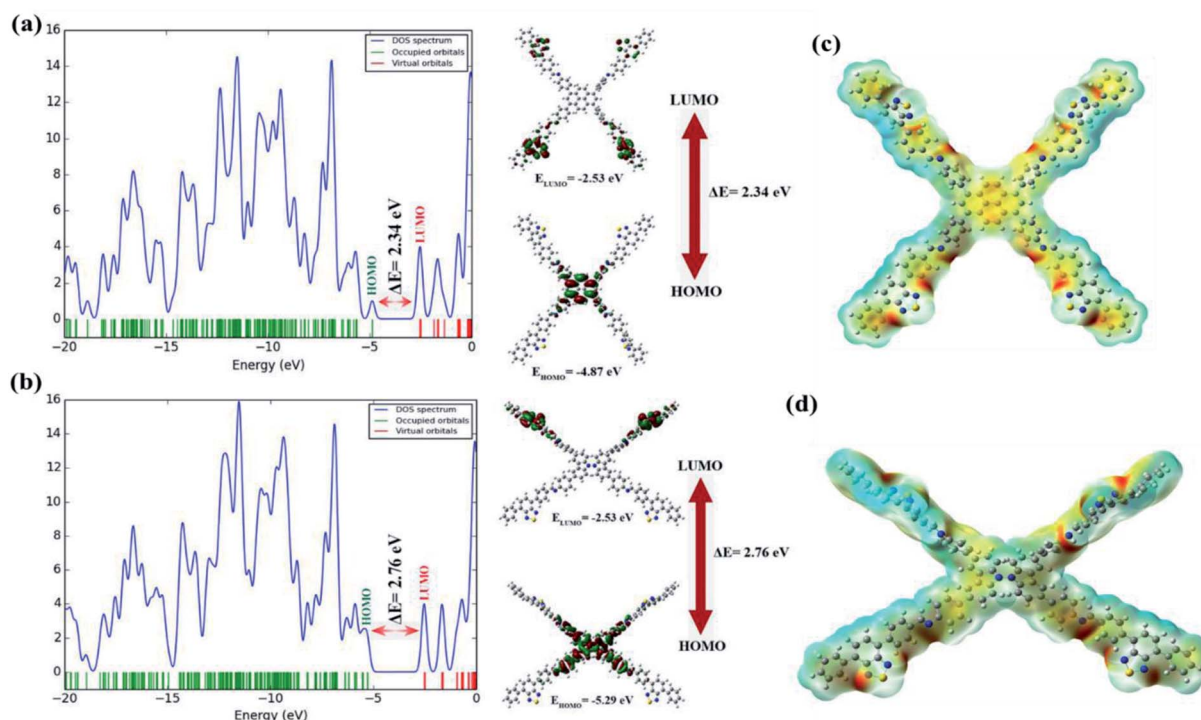 (a)
16
14
12
10
8
6
4
2
0
DOS spectrum
Occupied orbitals
Virtual orbitals
HOMO
ΔE= 2.34 eV
LUMO
−20
−15
−10
−5
0
Energy (eV)
E_LUMO= -2.53 eV
E_HOMO= -4.87 eV
LUMO
ΔE= 2.34 eV
HOMO
(c)
(b)
16
14
12
10
8
6
4
2
0
DOS spectrum
Occupied orbitals
Virtual orbitals
HOMO
ΔE= 2.76 eV
LUMO
−20
−15
−10
−5
0
Energy (eV)
E_LUMO= -2.53 eV
E_HOMO= -5.29 eV
LUMO
ΔE= 2.76 eV
HOMO
(d)